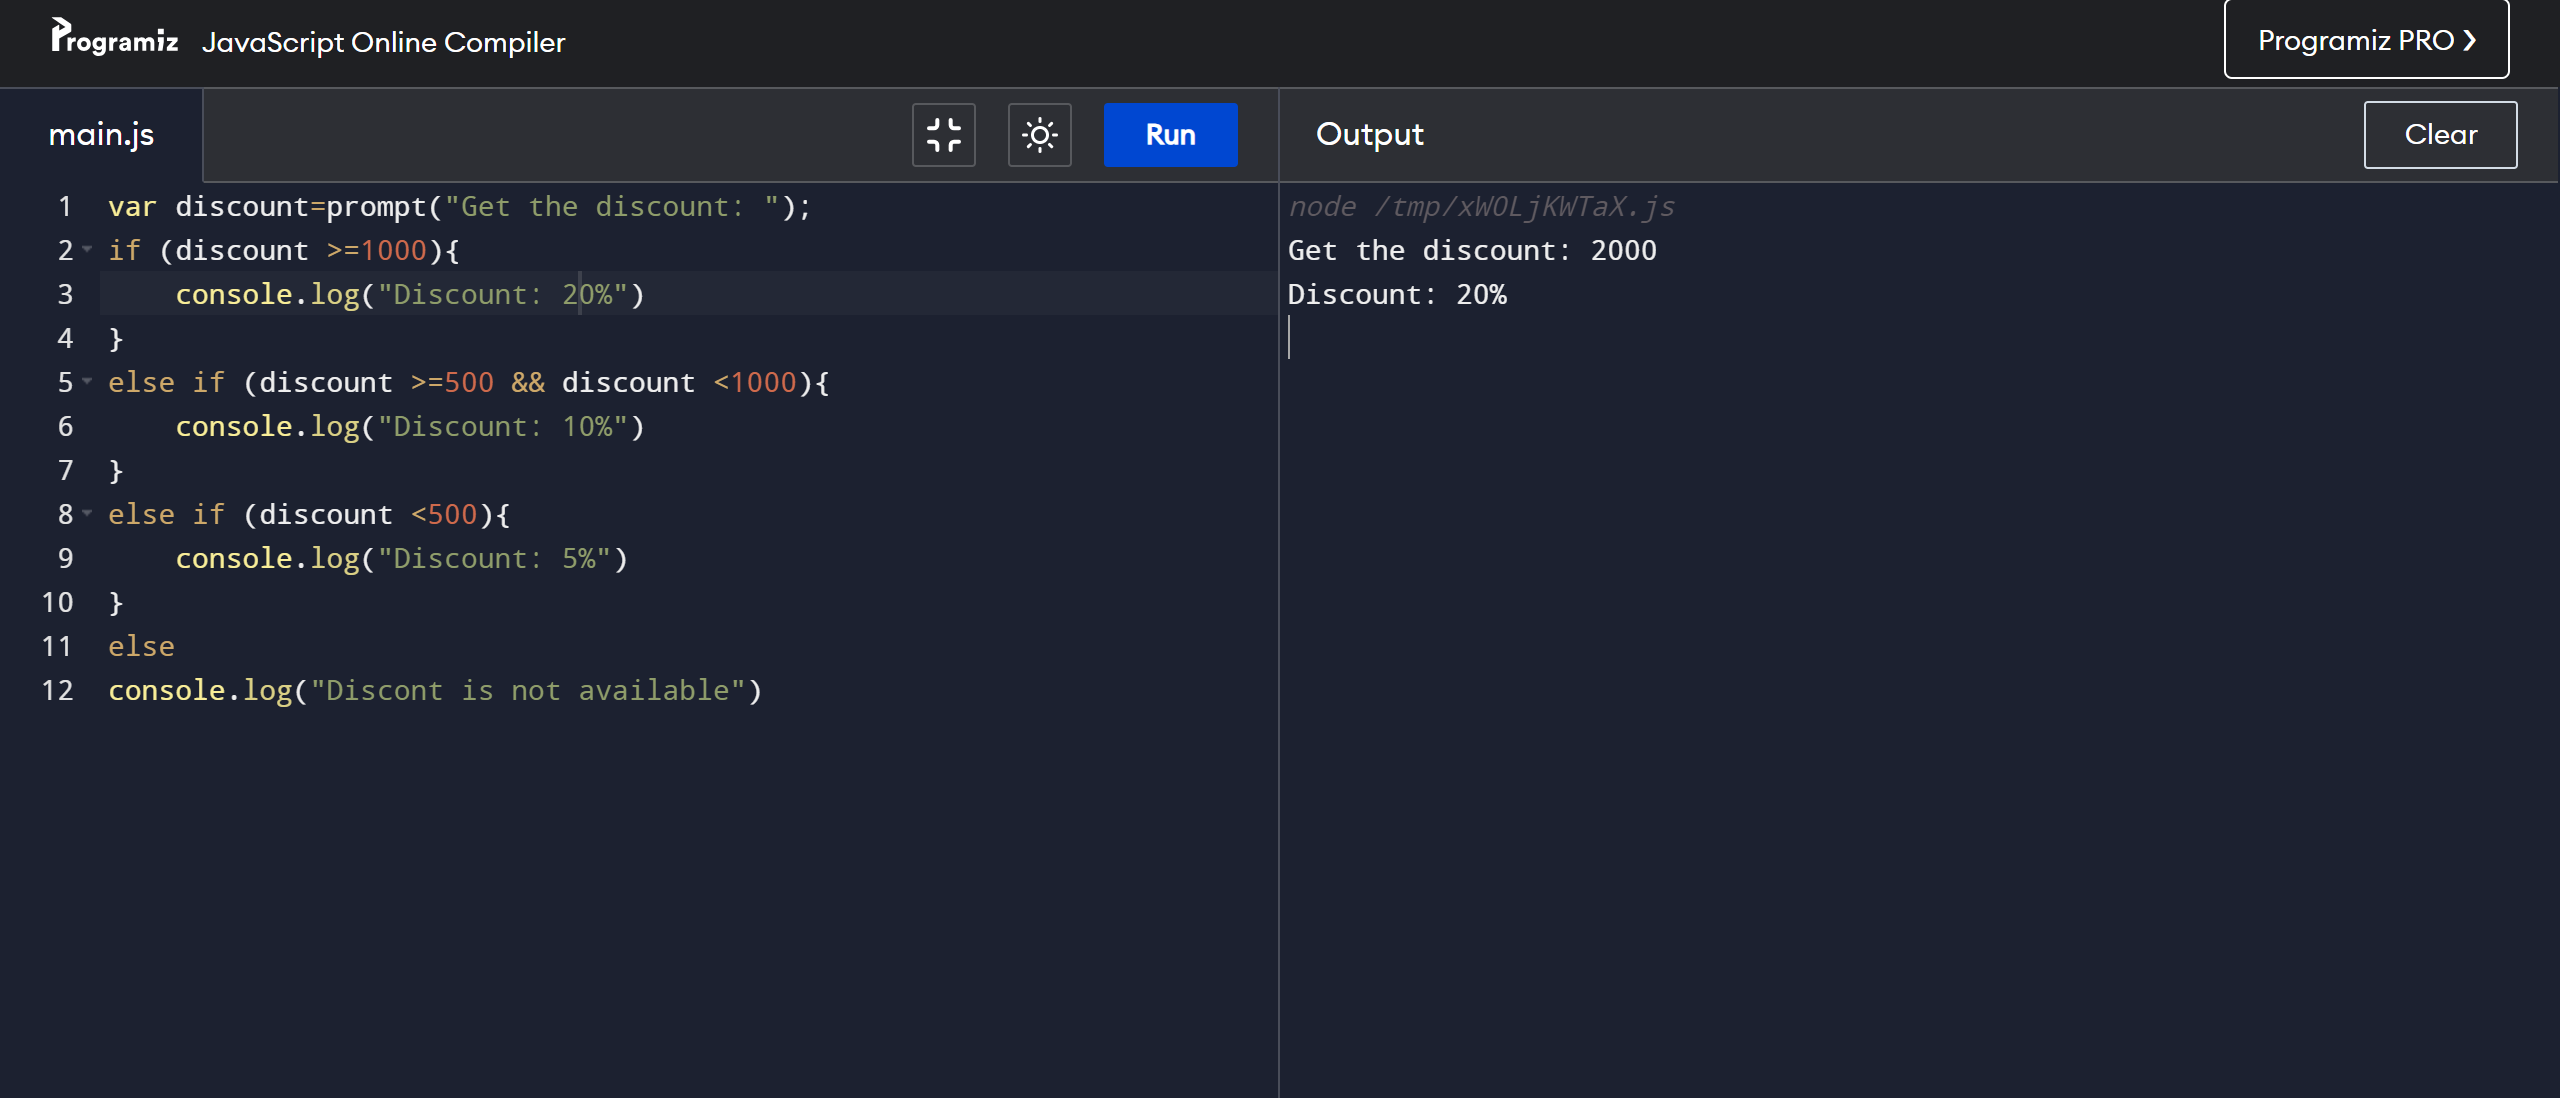 Programiz JavaScript Online Compiler
Programiz PRO ❯
main.js
Run
Output
Clear
1 var discount=prompt("Get the discount: ");
2 if (discount >=1000){
3     console.log("Discount: 20%")
4 }
5 else if (discount >=500 && discount <1000){
6     console.log("Discount: 10%")
7 }
8 else if (discount <500){
9     console.log("Discount: 5%")
10 }
11 else
12 console.log("Discont is not available")
node /tmp/xWOLjKWTaX.js
Get the discount: 2000
Discount: 20%